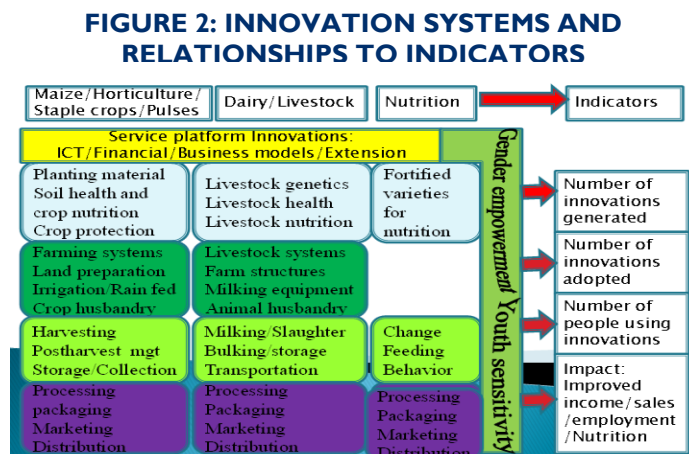 FIGURE 2: INNOVATION SYSTEMS AND
RELATIONSHIPS TO INDICATORS
Maize/Horticulture/
Staple crops/Pulses
Dairy/Livestock
Nutrition
Indicators
Service platform Innovations:
ICT/Financial/Business models/Extension
Gender empowerment Youth sensitivity
Planting material
Soil health and
crop nutrition
Crop protection
Livestock genetics
Livestock health
Livestock nutrition
Fortified
varieties
for
nutrition
Number of
innovations
generated
Farming systems
Land preparation
Irrigation/Rain fed
Crop husbandry
Livestock systems
Farm structures
Milking equipment
Animal husbandry
Number of
innovations
adopted
Harvesting
Postharvest mgt
Storage/Collection
Milking/Slaughter
Bulking/storage
Transportation
Change
Feeding
Behavior
Number of
people using
innovations
Processing
packaging
Marketing
Distribution
Processing
Packaging
Marketing
Distribution
Processing
Packaging
Marketing
Distribution
Impact:
Improved
income/sales
/employment
/Nutrition